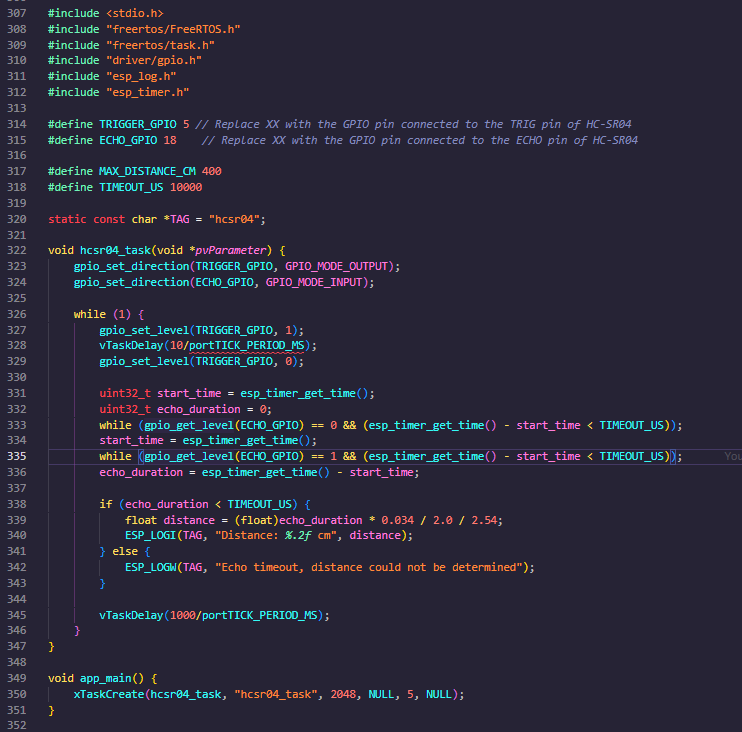 307 #include <stdio.h>
308 #include "freertos/FreeRTOS.h"
309 #include "freertos/task.h"
310 #include "driver/gpio.h"
311 #include "esp_log.h"
312 #include "esp_timer.h"
313
314 #define TRIGGER_GPIO 5 // Replace XX with the GPIO pin connected to the TRIG pin of HC-SR04
315 #define ECHO_GPIO 18    // Replace XX with the GPIO pin connected to the ECHO pin of HC-SR04
316
317 #define MAX_DISTANCE_CM 400
318 #define TIMEOUT_US 10000
319
320 static const char *TAG = "hcsr04";
321
322 void hcsr04_task(void *pvParameter) {
323     gpio_set_direction(TRIGGER_GPIO, GPIO_MODE_OUTPUT);
324     gpio_set_direction(ECHO_GPIO, GPIO_MODE_INPUT);
325
326     while (1) {
327         gpio_set_level(TRIGGER_GPIO, 1);
328         vTaskDelay(10/portTICK_PERIOD_MS);
329         gpio_set_level(TRIGGER_GPIO, 0);
330
331         uint32_t start_time = esp_timer_get_time();
332         uint32_t echo_duration = 0;
333         while (gpio_get_level(ECHO_GPIO) == 0 && (esp_timer_get_time() - start_time < TIMEOUT_US));
334         start_time = esp_timer_get_time();
335         while (gpio_get_level(ECHO_GPIO) == 1 && (esp_timer_get_time() - start_time < TIMEOUT_US)); You
336         echo_duration = esp_timer_get_time() - start_time;
337
338         if (echo_duration < TIMEOUT_US) {
339             float distance = (float)echo_duration * 0.034 / 2.0 / 2.54;
340             ESP_LOGI(TAG, "Distance: %.2f cm", distance);
341         } else {
342             ESP_LOGW(TAG, "Echo timeout, distance could not be determined");
343         }
344
345         vTaskDelay(1000/portTICK_PERIOD_MS);
346     }
347 }
348
349 void app_main() {
350     xTaskCreate(hcsr04_task, "hcsr04_task", 2048, NULL, 5, NULL);
351 }
352